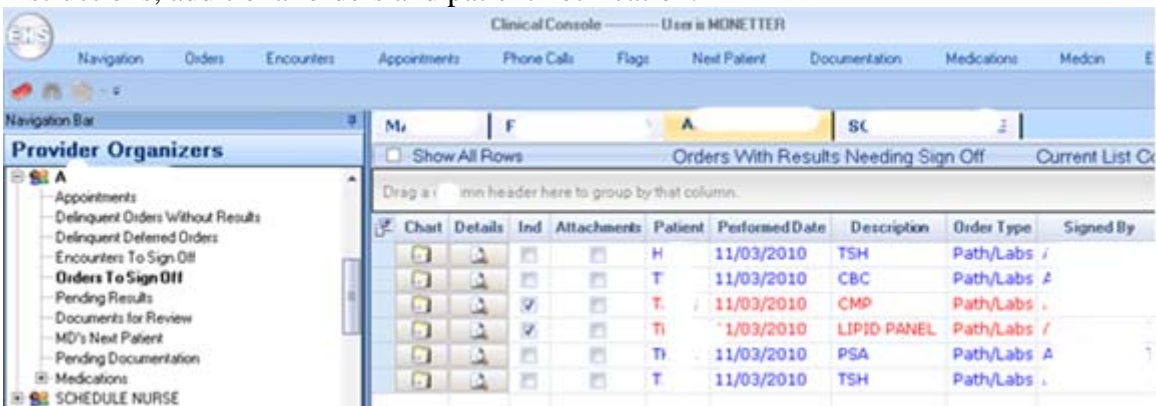 EHS
Clinical Console ---------- User is MONETTER
Navigation Orders Encounters Appointments Phone Calls Flags Next Patient Documentation Medications Medcin E
Navigation Bar
Provider Organizers
A
Appointments
Delinquent Orders Without Results
Delinquent Deferred Orders
Encounters To Sign Off
Orders To Sign Off
Pending Results
Documents for Review
MD's Next Patient
Pending Documentation
Medications
SCHEDULE NURSE
F A
Show All Rows Orders With Results Needing Sign Off Current List
Drag a mn header here to group by that column.
Chart Details Ind Attachments Patient Performed Date Description Order Type Signed By
H 11/03/2010 TSH Path/Labs
T 11/03/2010 CBC Path/Labs A
T. 11/03/2010 CMP Path/Labs
1/03/2010 LIPID PANEL Path/Labs
11/03/2010 PSA Path/Labs A
T 11/03/2010 TSH Path/Labs